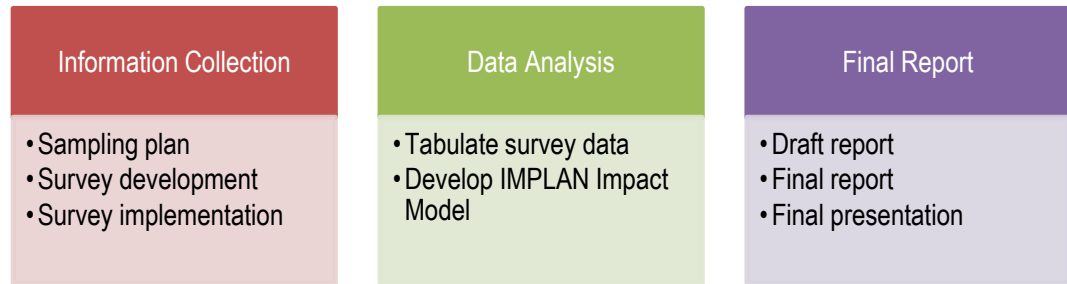 Information Collection
• Sampling plan
• Survey development
• Survey implementation
Data Analysis
• Tabulate survey data
• Develop IMPLAN Impact
Model
Final Report
• Draft report
• Final report
• Final presentation